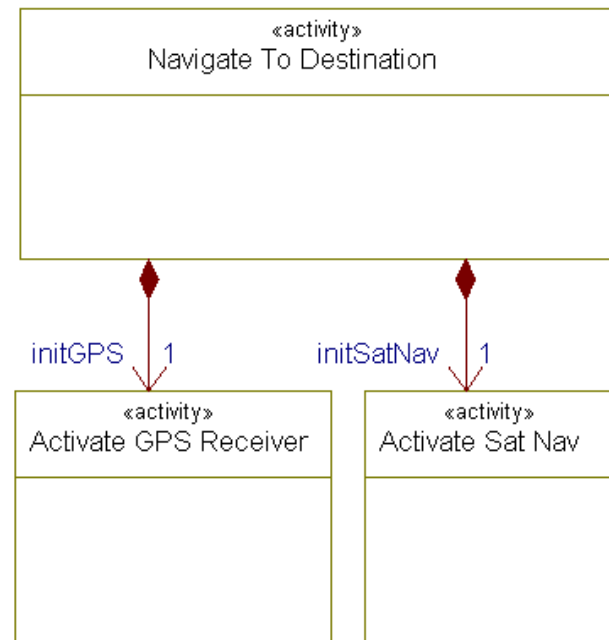 «activity»
Navigate To Destination
initGPS 1
initSatNav 1
«activity»
Activate GPS Receiver
«activity»
Activate Sat Nav